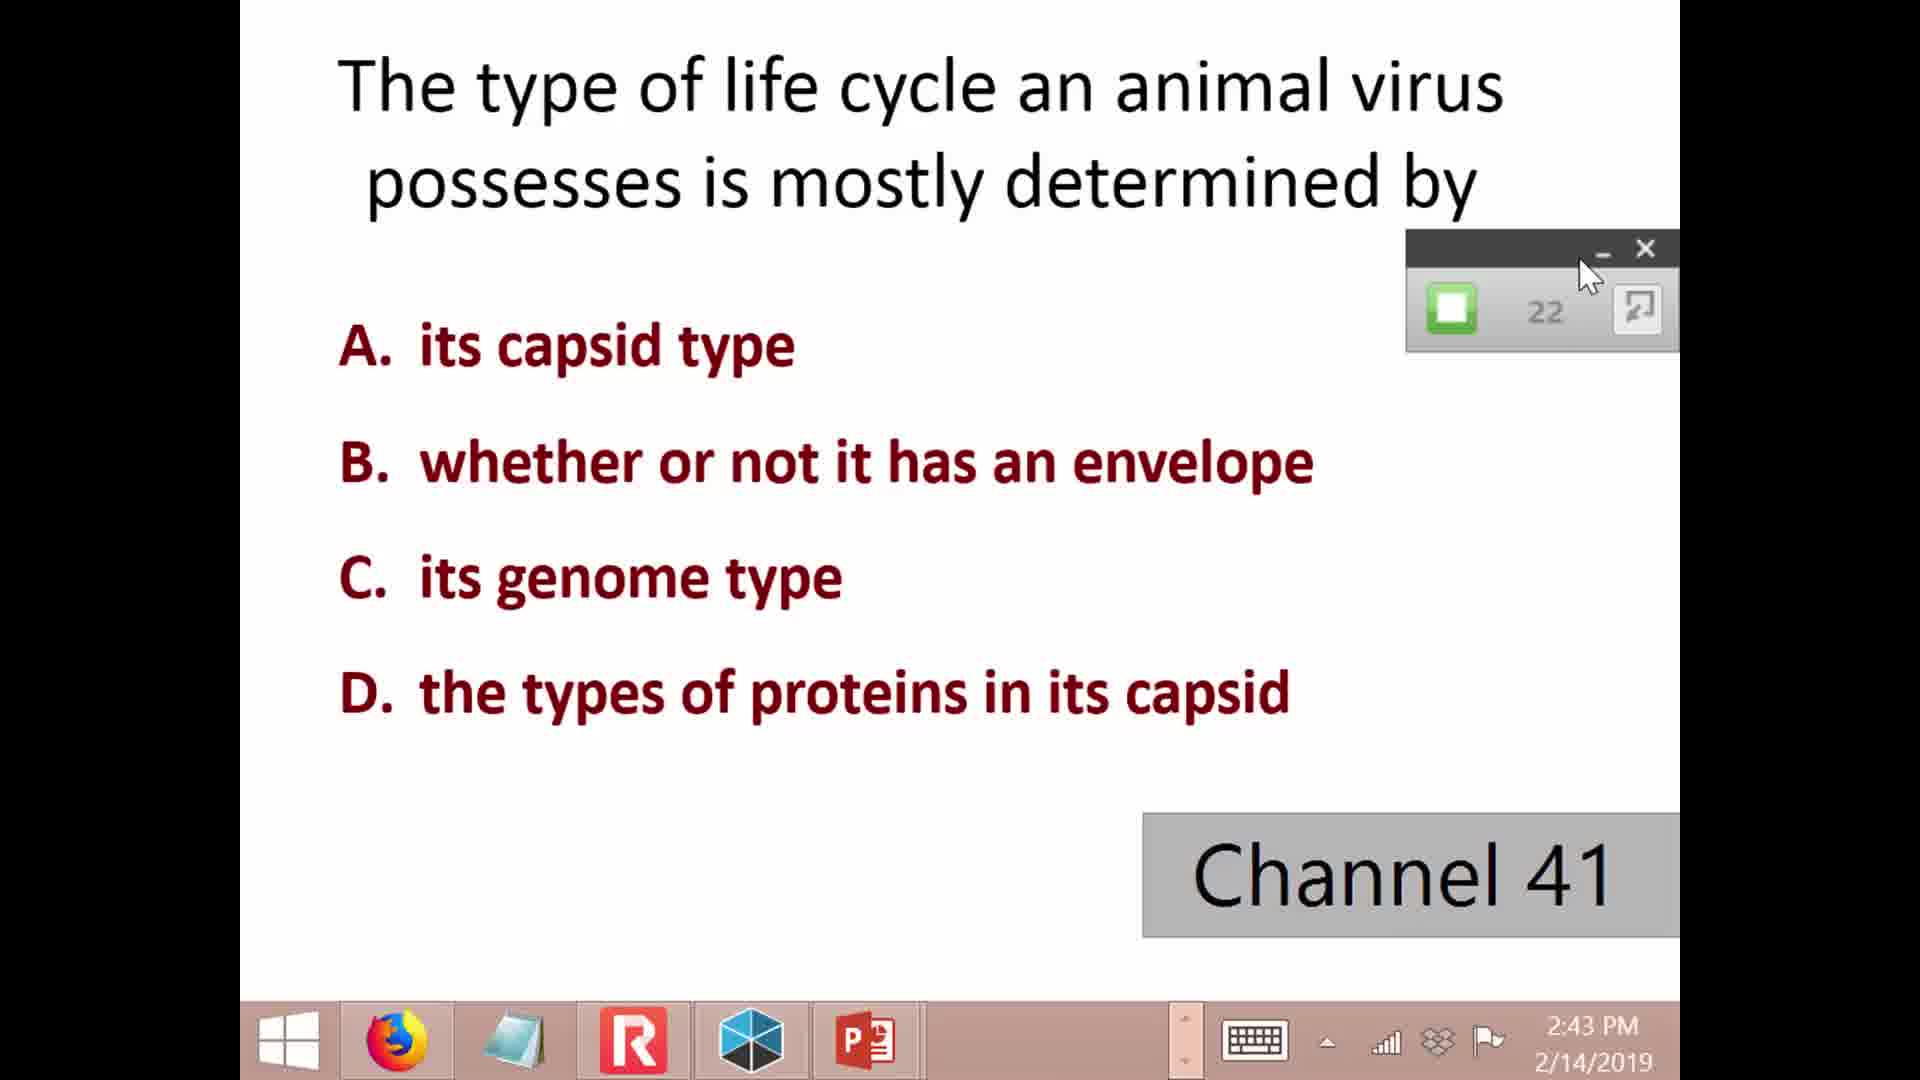 The type of life cycle an animal virus
possesses is mostly determined by
22
A. its capsid type
B. whether or not it has an envelope
C. its genome type
D. the types of proteins in its capsid
Channel 41
2:43 PM
2/14/2019